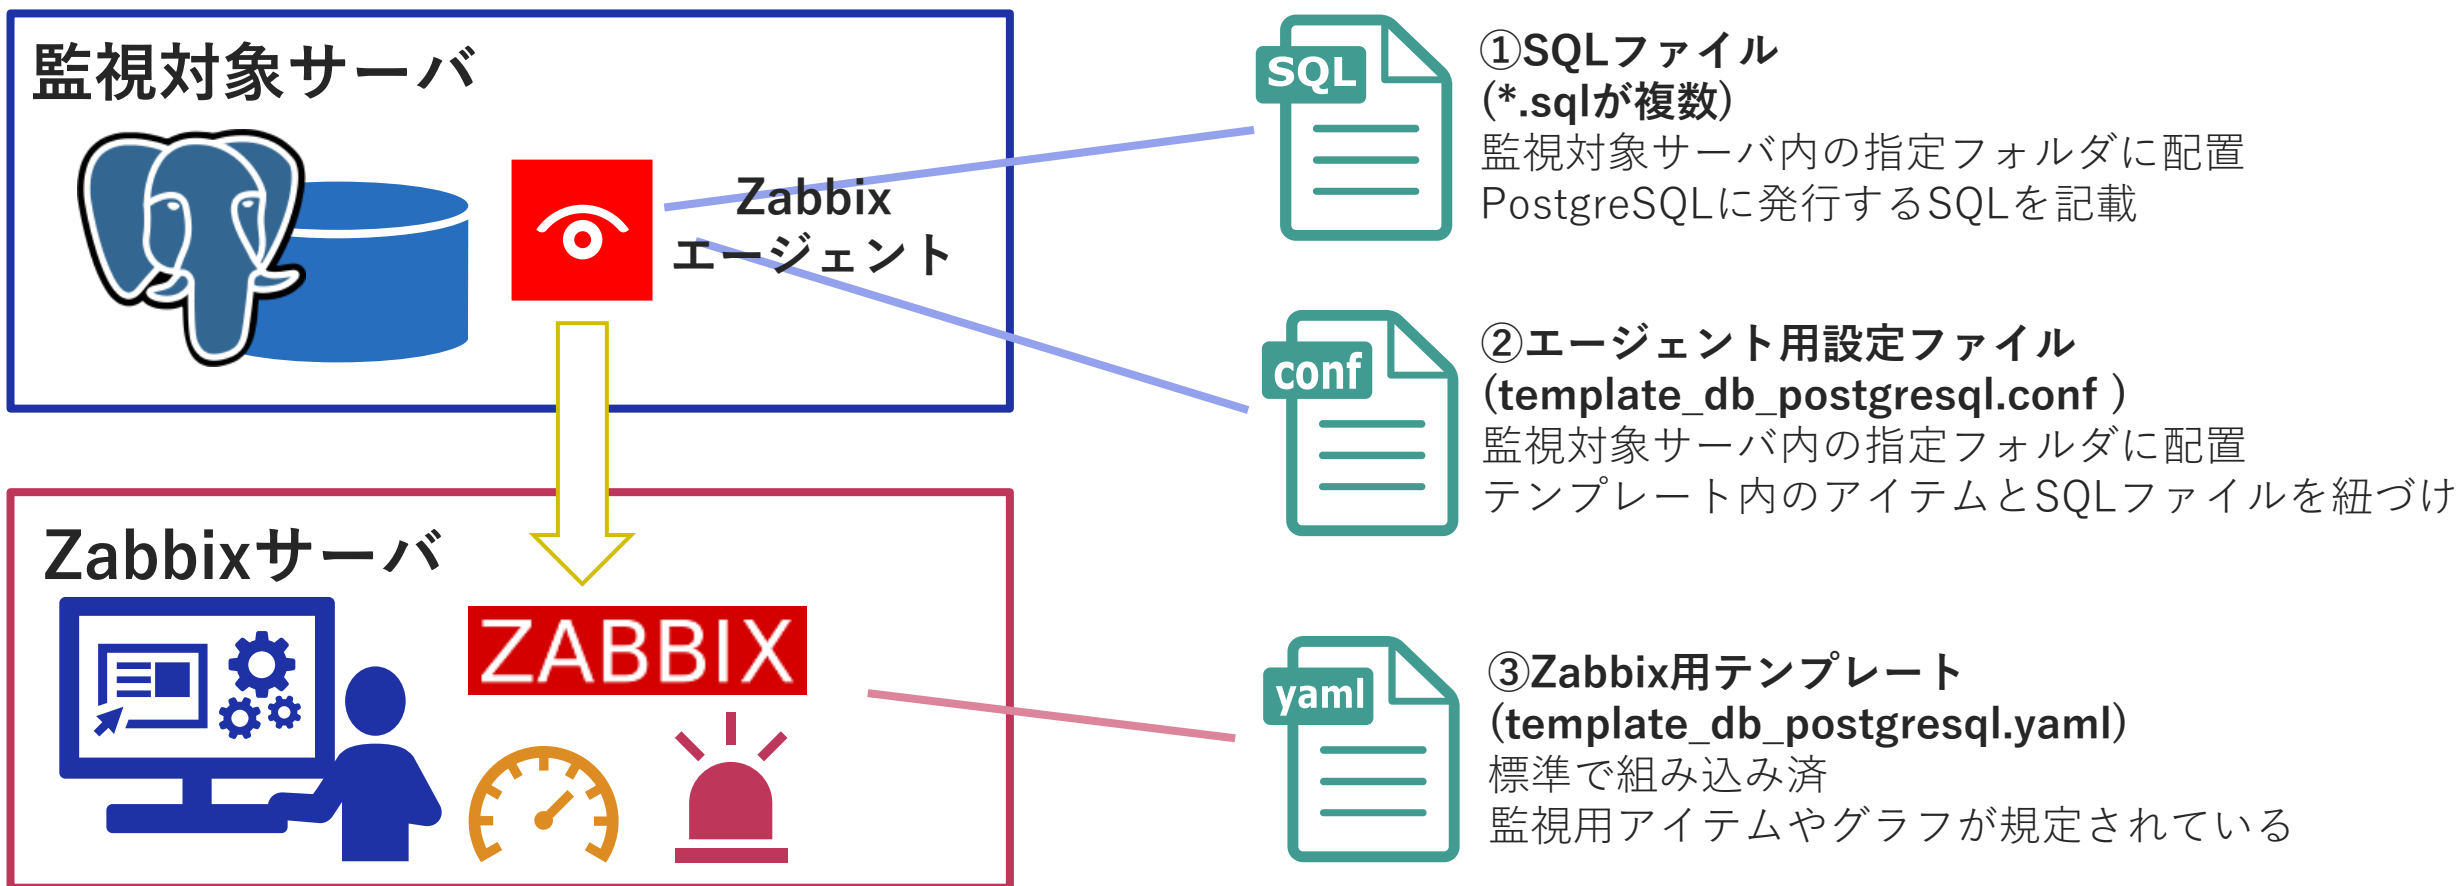 監視対象サーバ
Zabbix
エージェント
Zabbixサーバ
ZABBIX
SQL
①SQLファイル
(*.sqlが複数)
監視対象サーバ内の指定フォルダに配置
PostgreSQLに発行するSQLを記載
conf
②エージェント用設定ファイル
(template_db_postgresql.conf )
監視対象サーバ内の指定フォルダに配置
テンプレート内のアイテムとSQLファイルを紐づけ
yaml
③Zabbix用テンプレート
(template_db_postgresql.yaml)
標準で組み込み済
監視用アイテムやグラフが規定されている